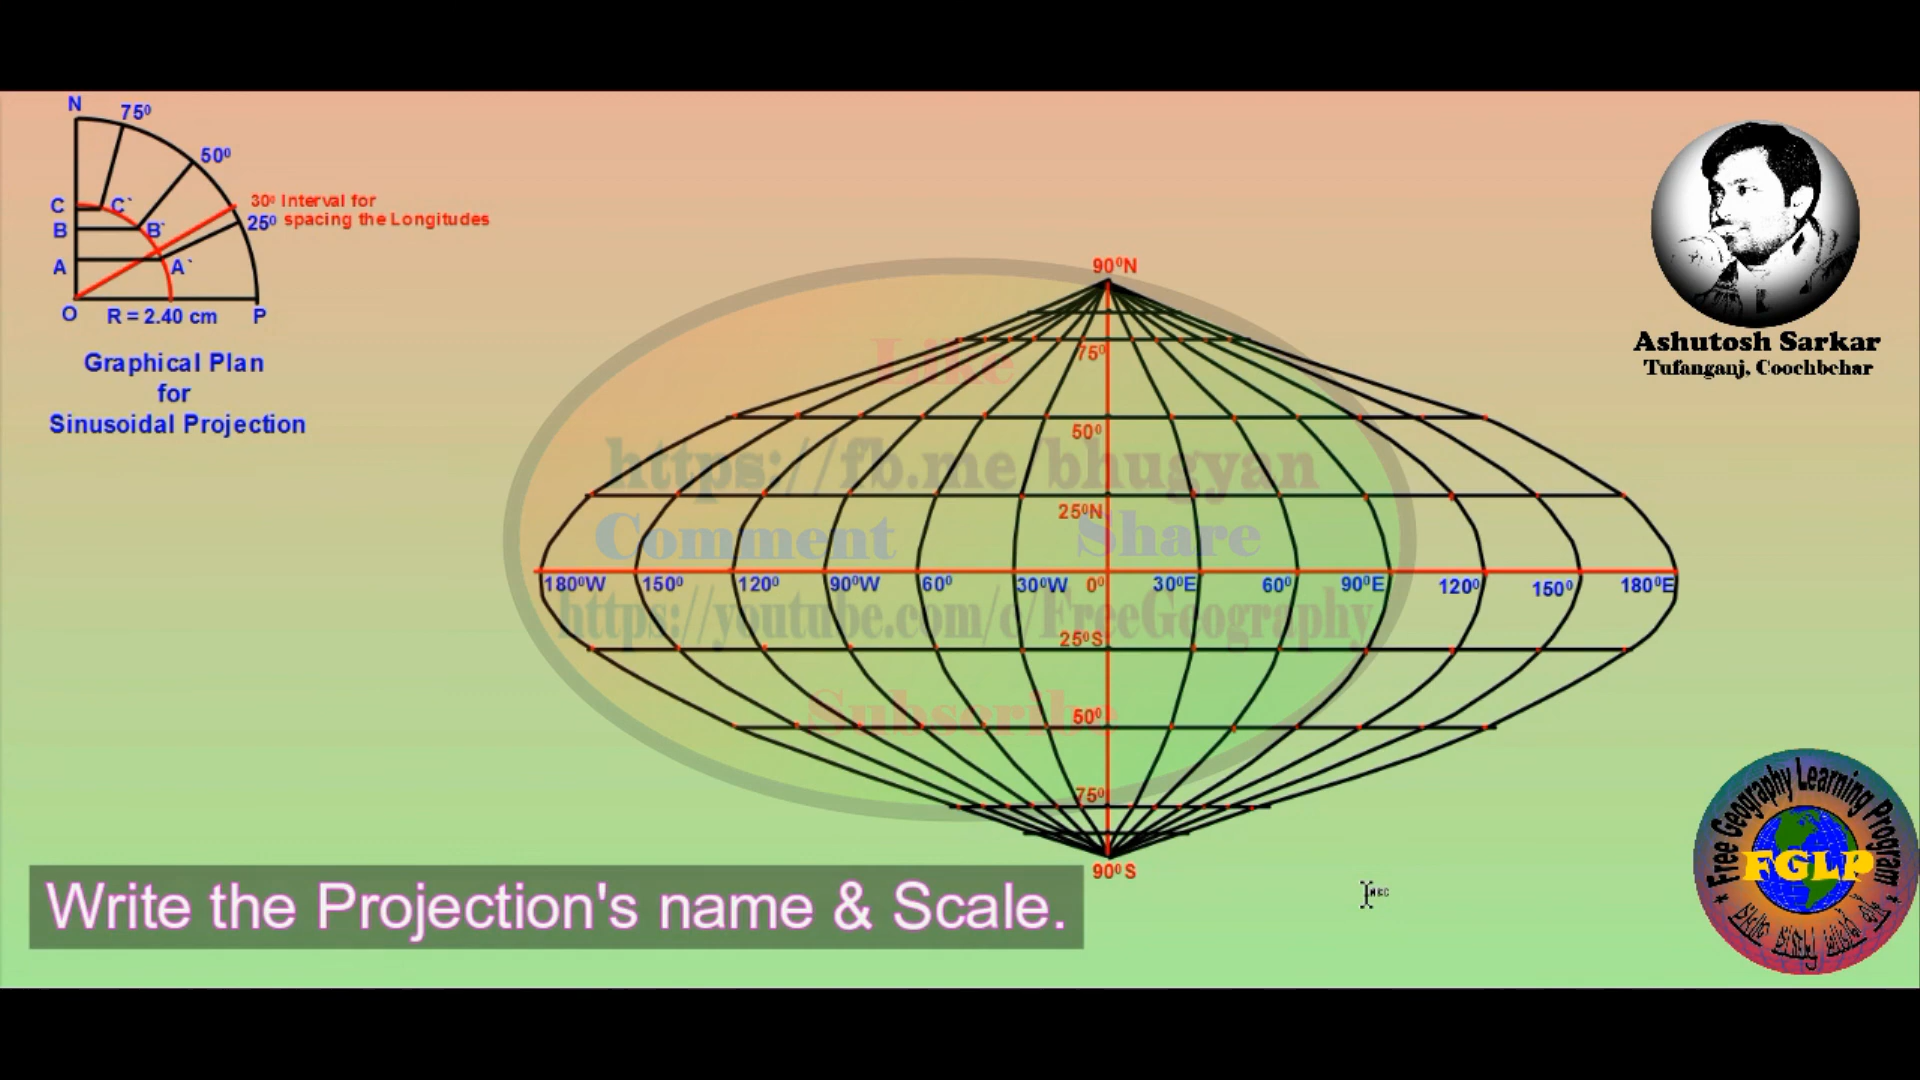 N
75⁰
50⁰
30⁰ Interval for
spacing the Longitudes
25⁰
C C`
B B`
A A`
O R = 2.40 cm P
Graphical Plan
for
Sinusoidal Projection
90⁰N
75⁰
50⁰
25⁰N
180⁰W 150⁰ 120⁰ 90⁰W 60⁰ 30⁰W 0⁰ 30⁰E 60⁰ 90⁰E 120⁰ 150⁰ 180⁰E
25⁰S
50⁰
75⁰
90⁰S
Like
https://fb.me/bhugyan
Comment Share
https://youtube.com/c/FreeGeography
Subscribe
Ashutosh Sarkar
Tufanganj, Coochbehar
Write the Projection's name & Scale.
Free Geography Learning Program
FGLP